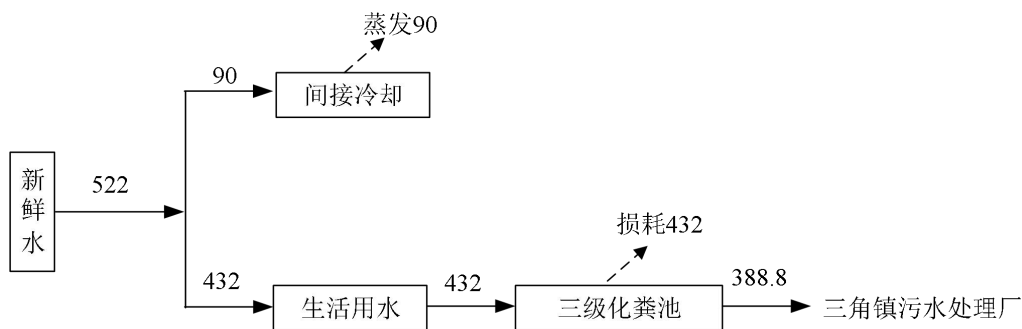 蒸发90
90
间接冷却
新鲜水
522
损耗432
432
生活用水
432
三级化粪池
388.8
三角镇污水处理厂